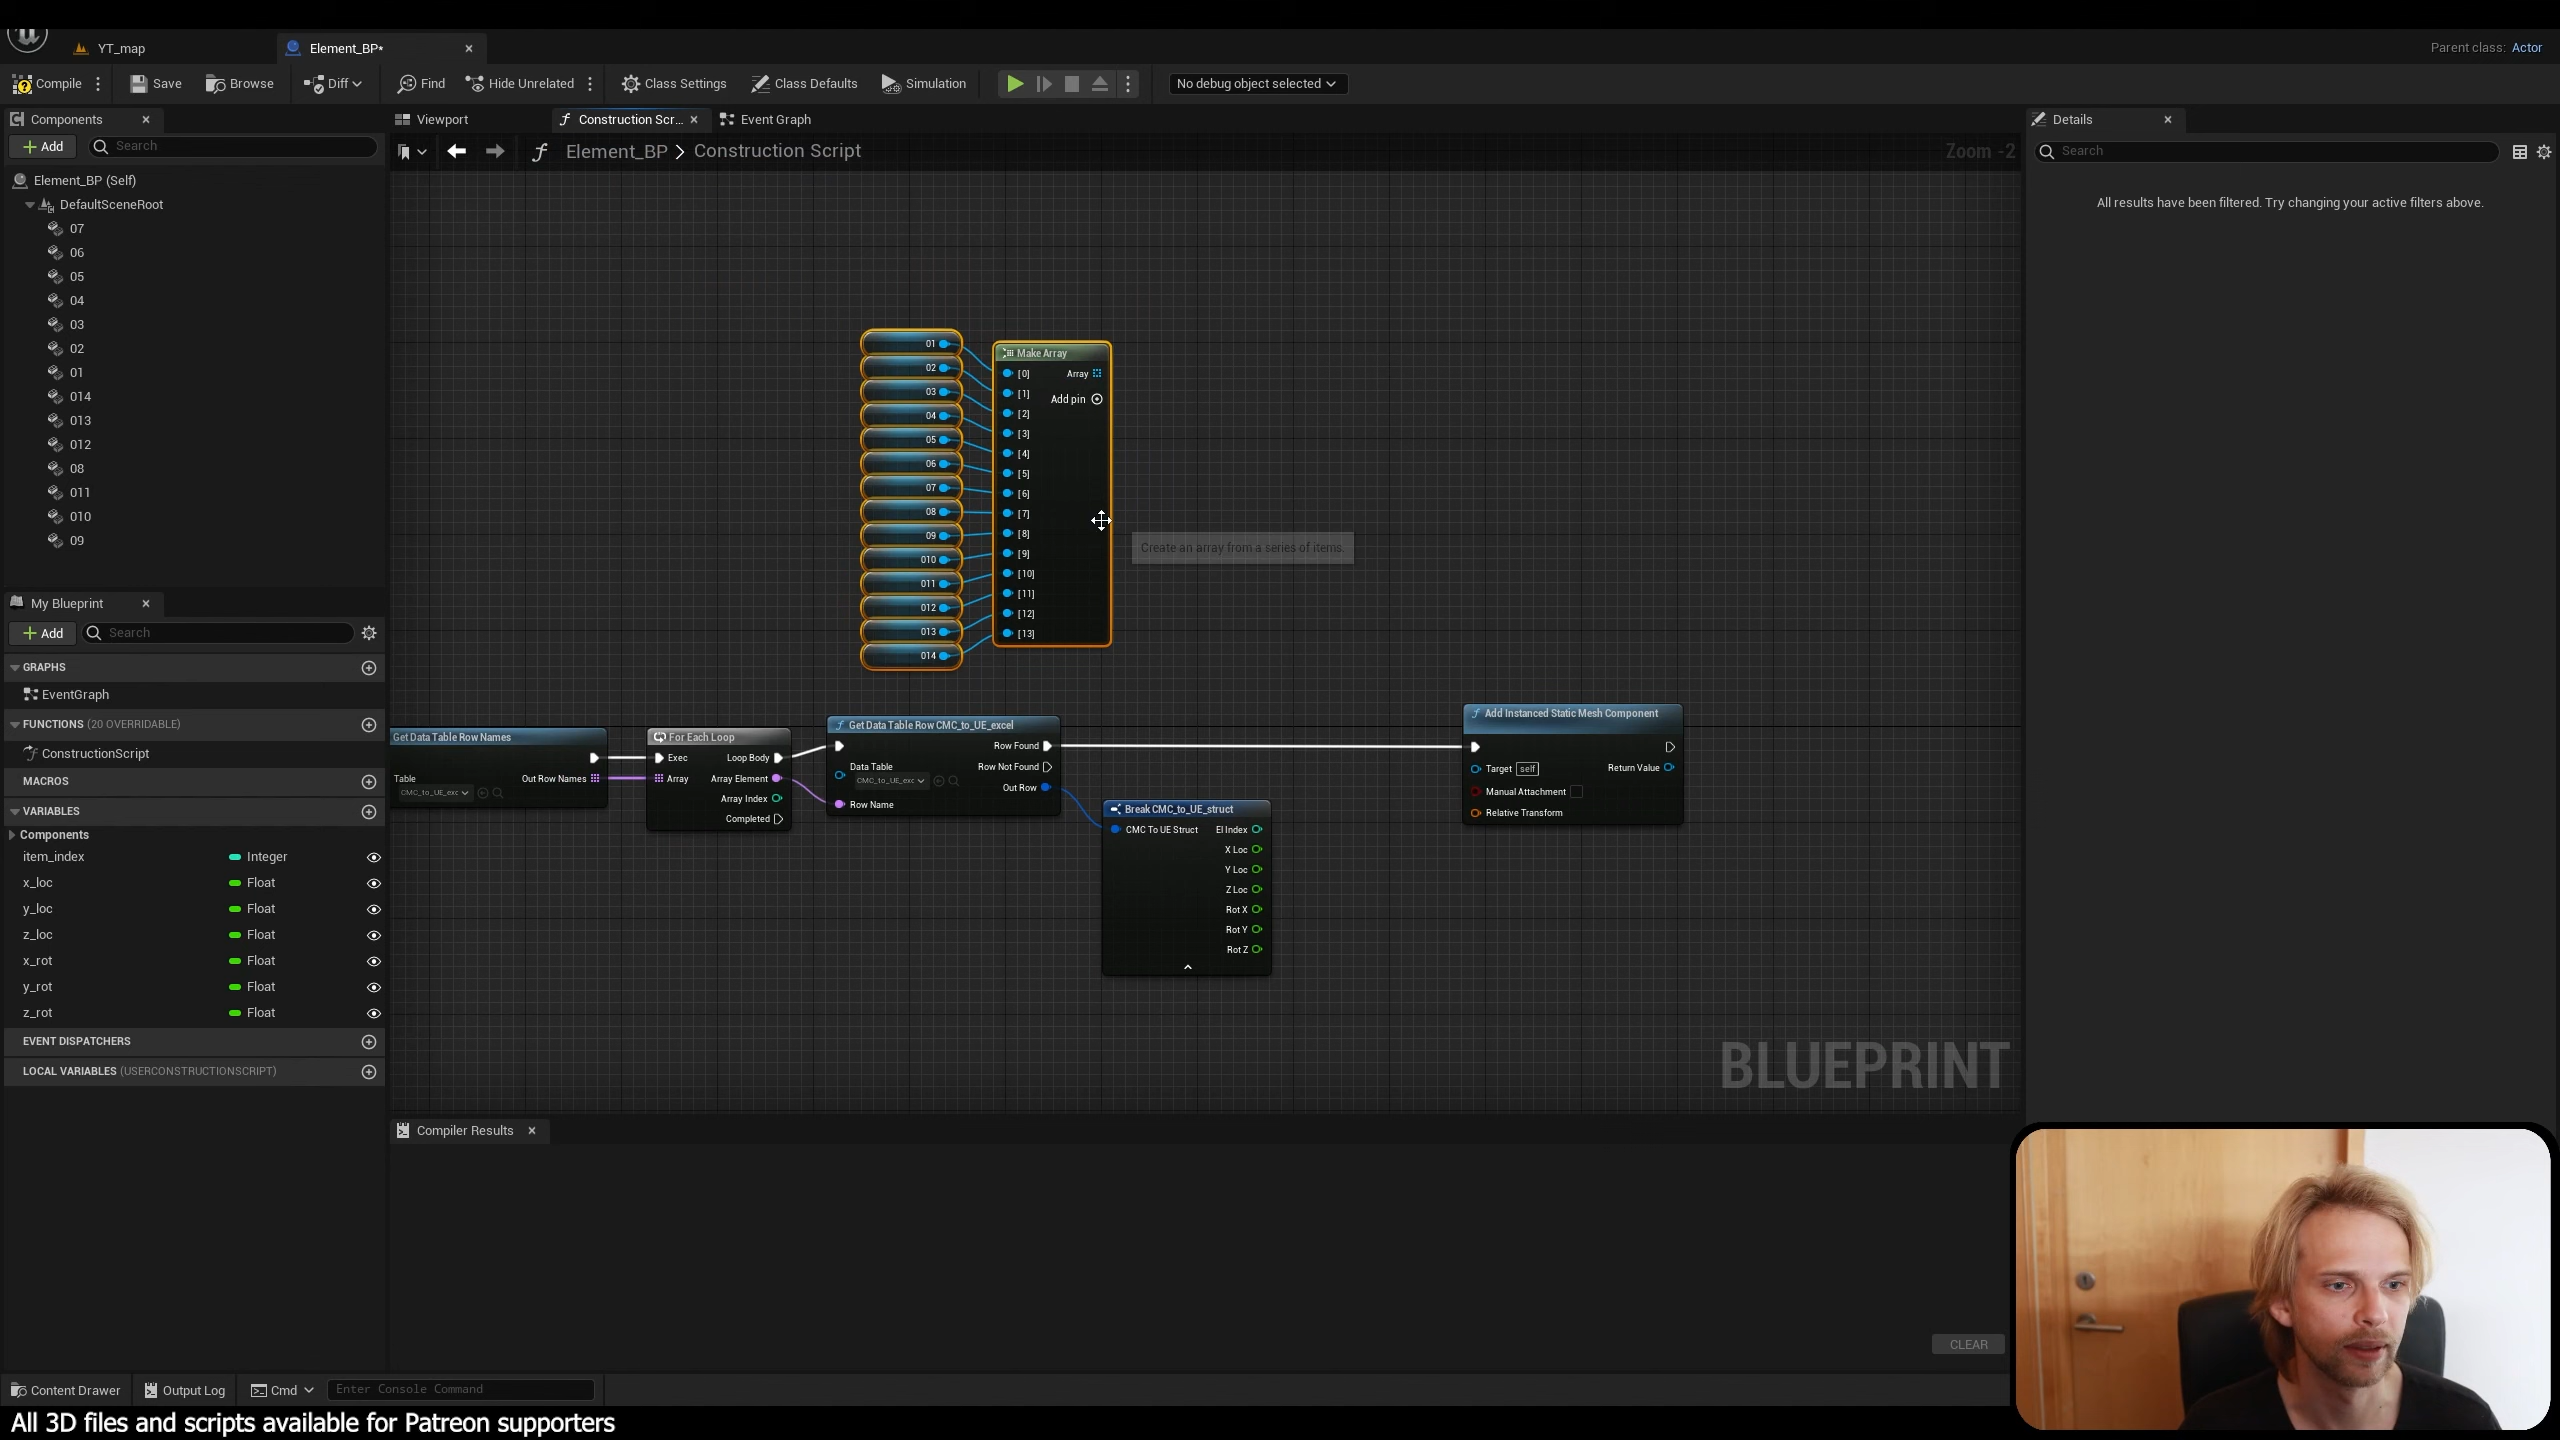 YT_map
Element_BP*
Parent class: Actor
Compile
Save
Browse
Diff
Find
Hide Unrelated
Class Settings
Class Defaults
Simulation
No debug object selected
Components
Add
Search
Element_BP (Self)
DefaultSceneRoot
07
06
05
04
03
02
01
014
013
012
08
011
010
09
My Blueprint
Add
Search
GRAPHS
EventGraph
FUNCTIONS (20 OVERRIDABLE)
ConstructionScript
MACROS
VARIABLES
Components
item_index Integer
x_loc Float
y_loc Float
z_loc Float
x_rot Float
y_rot Float
z_rot Float
EVENT DISPATCHERS
LOCAL VARIABLES (USERCONSTRUCTIONSCRIPT)
Viewport
Construction Scr...
Event Graph
Element_BP > Construction Script
Zoom -2
01
02
03
04
05
06
07
08
09
010
011
012
013
014
Make Array
[0] Array
[1] Add pin
[2]
[3]
[4]
[5]
[6]
[7]
[8]
[9]
[10]
[11]
[12]
[13]
Create an array from a series of items.
Get Data Table Row Names
Table Out Row Names
CMC_to_UE_exc
For Each Loop
Exec Loop Body
Array Array Element
Array Index
Completed
Get Data Table Row CMC_to_UE_excel
Row Found
Data Table Row Not Found
CMC_to_UE_exc
Out Row
Row Name
Break CMC_to_UE_struct
CMC To UE Struct El Index
X Loc
Y Loc
Z Loc
Rot X
Rot Y
Rot Z
Add Instanced Static Mesh Component
Target self Return Value
Manual Attachment
Relative Transform
BLUEPRINT
Compiler Results
CLEAR
Details
Search
All results have been filtered. Try changing your active filters above.
Content Drawer
Output Log
Cmd
Enter Console Command
All 3D files and scripts available for Patreon supporters